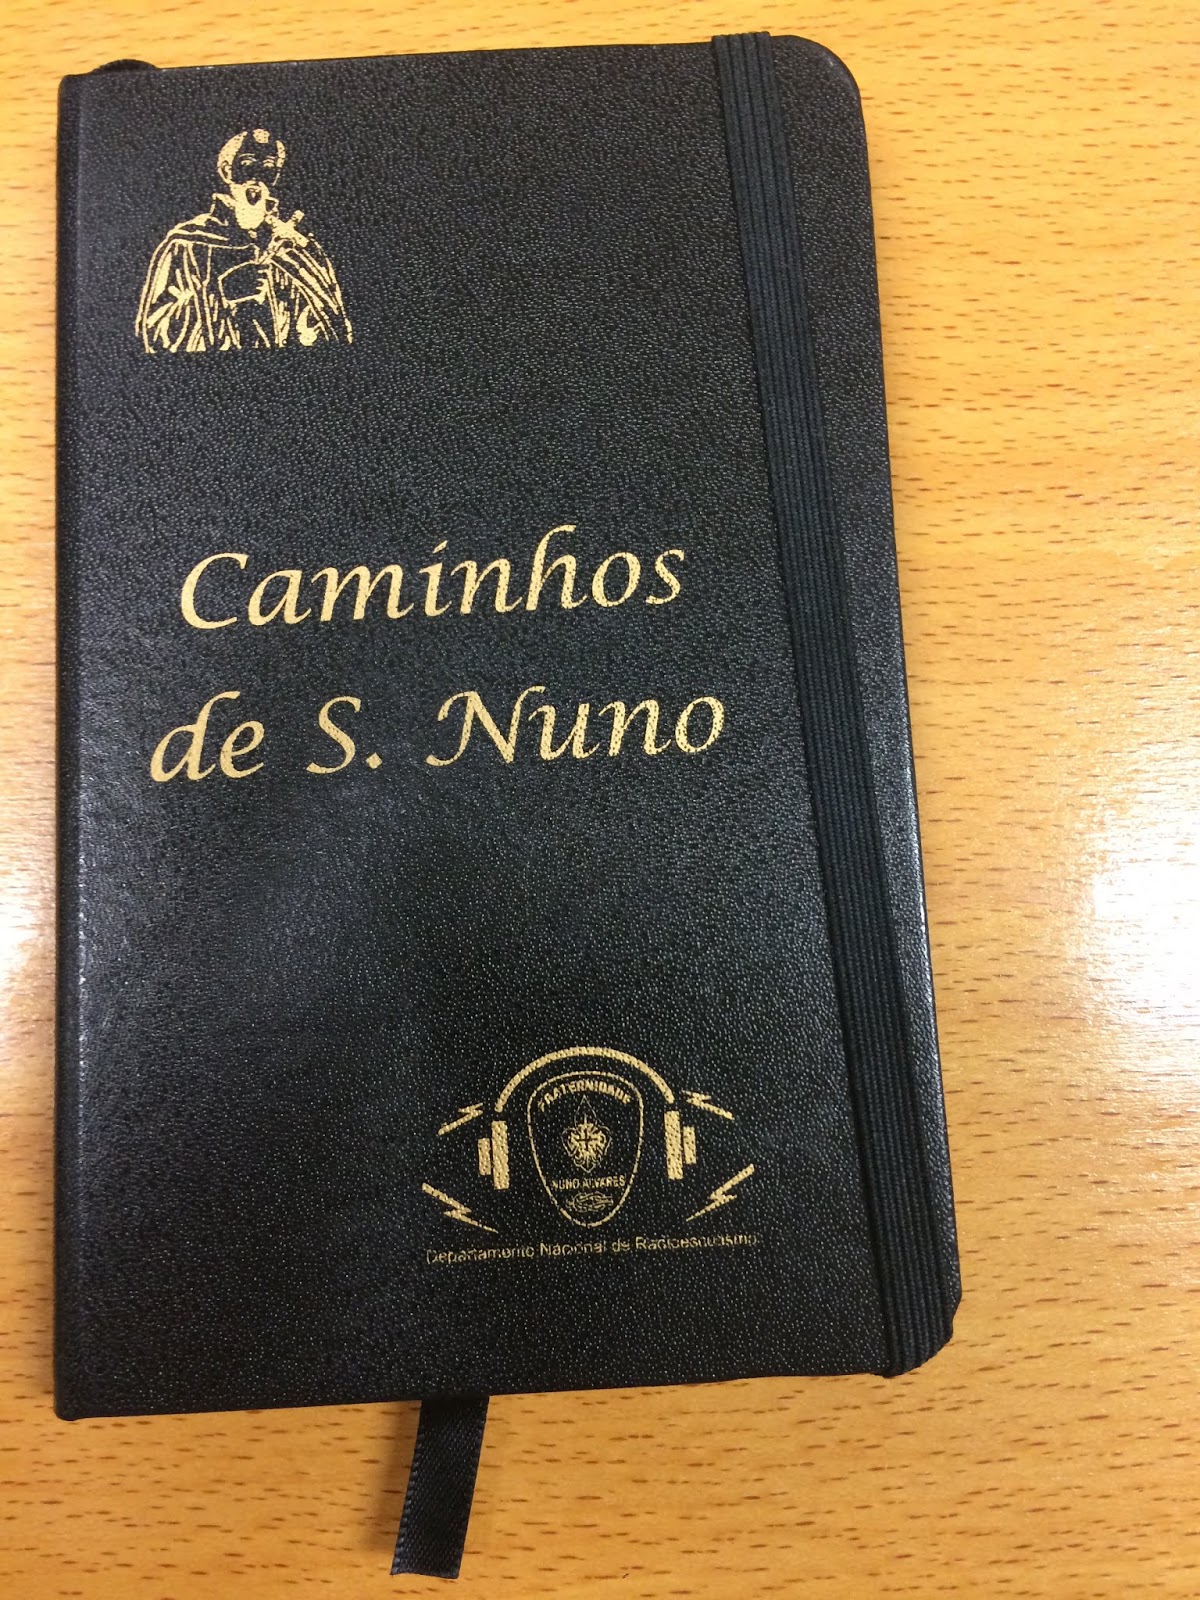 Caminhos
de S. Nuno
FRATERNIDADE
NUNO ALVARES
Departamento Nacional de Radioescutismo